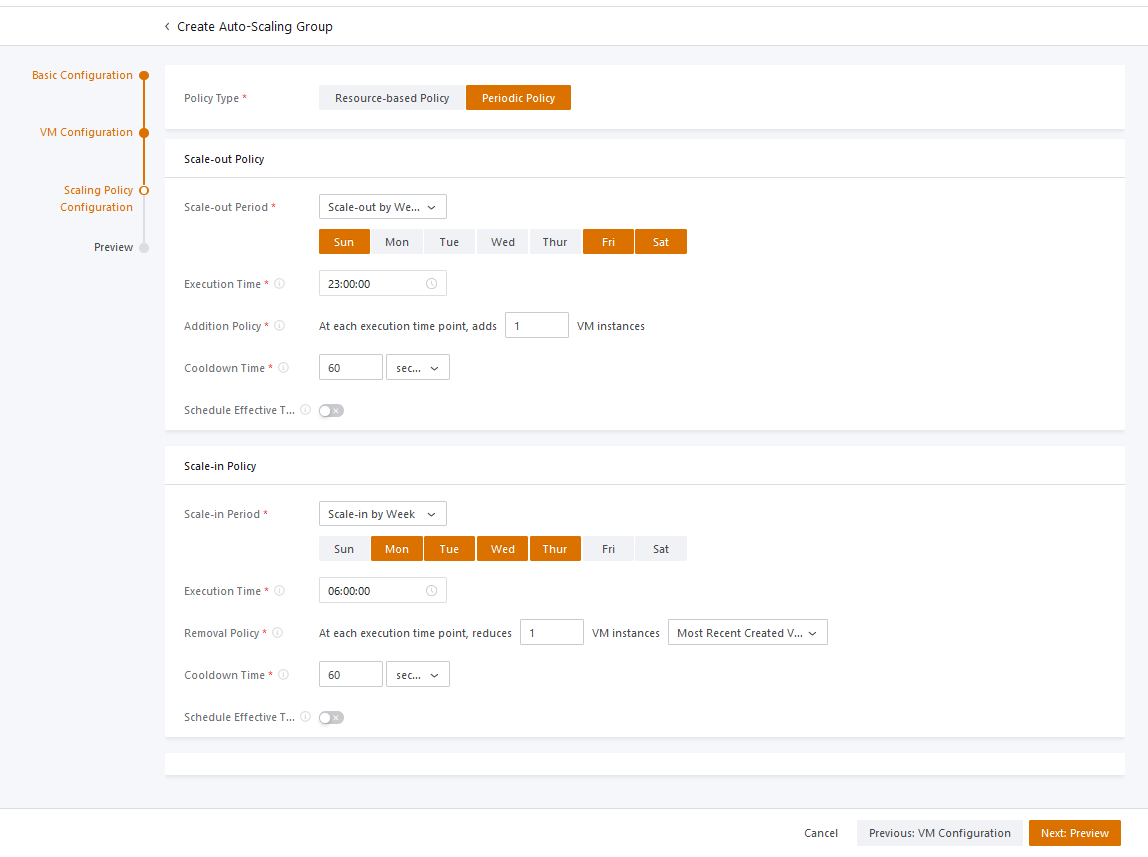 Create Auto-Scaling Group
Basic Configuration
VM Configuration
Scaling Policy
Configuration
Preview
Policy Type * Resource-based Policy Periodic Policy
Scale-out Policy
Scale-out Period * Scale-out by We...
Sun Mon Tue Wed Thur Fri Sat
Execution Time * 23:00:00
Addition Policy * At each execution time point, adds 1 VM instances
Cooldown Time * 60 sec...
Schedule Effective T...
Scale-in Policy
Scale-in Period * Scale-in by Week
Sun Mon Tue Wed Thur Fri Sat
Execution Time * 06:00:00
Removal Policy * At each execution time point, reduces 1 VM instances Most Recent Created V...
Cooldown Time * 60 sec...
Schedule Effective T...
Cancel Previous: VM Configuration Next: Preview